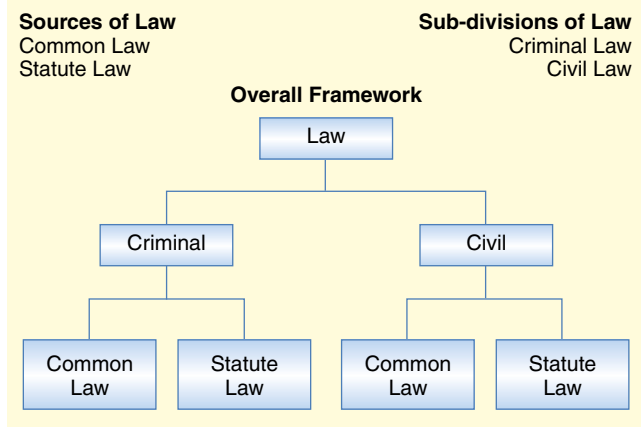 Sources of Law
Common Law
Statute Law
Sub-divisions of Law
Criminal Law
Civil Law
Overall Framework
Law
Criminal
Civil
Common
Law
Statute
Law
Common
Law
Statute
Law